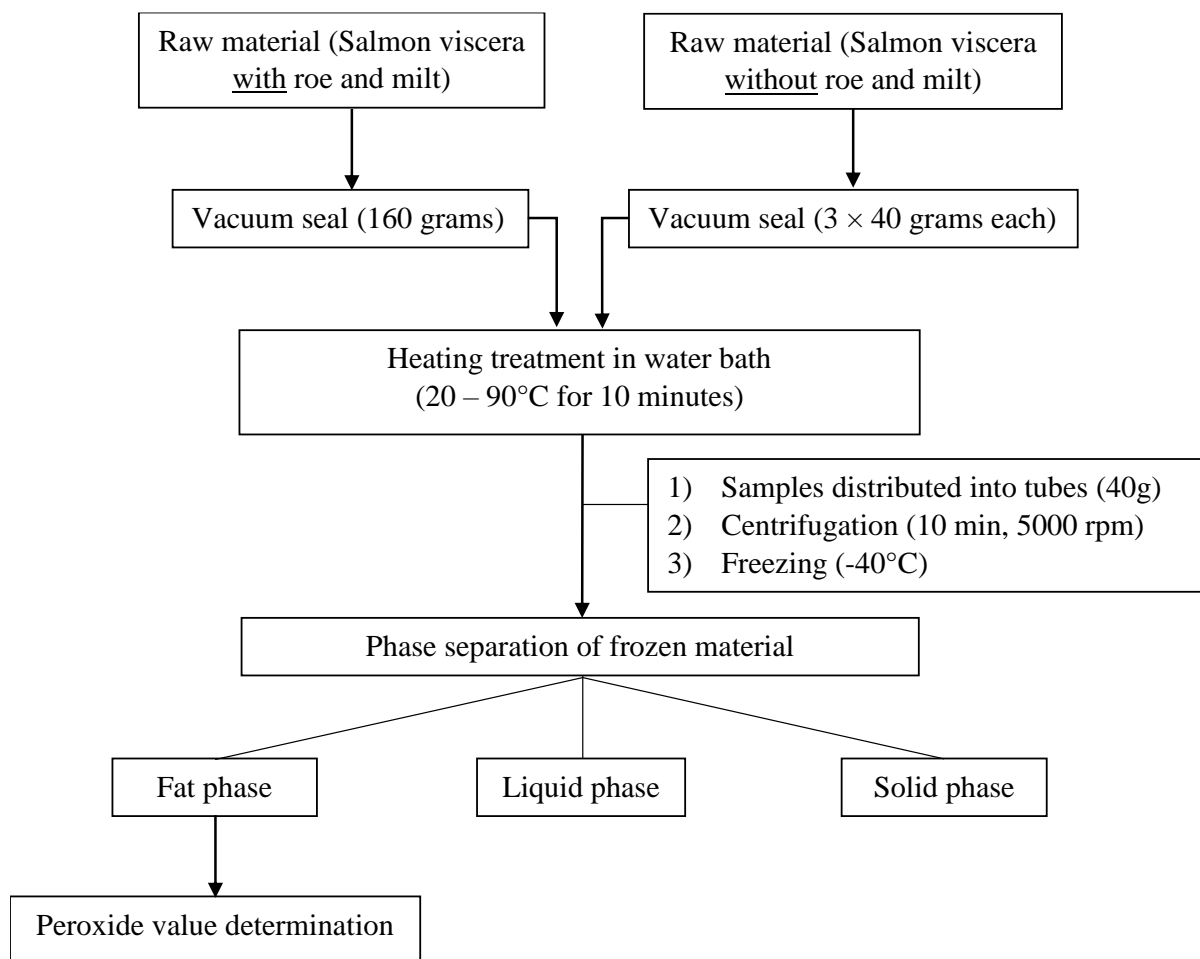 Raw material (Salmon viscera
with roe and milt)
Raw material (Salmon viscera
without roe and milt)
Vacuum seal (160 grams)
Vacuum seal (3 × 40 grams each)
Heating treatment in water bath
(20 – 90°C for 10 minutes)
1) Samples distributed into tubes (40g)
2) Centrifugation (10 min, 5000 rpm)
3) Freezing (-40°C)
Phase separation of frozen material
Fat phase
Liquid phase
Solid phase
Peroxide value determination